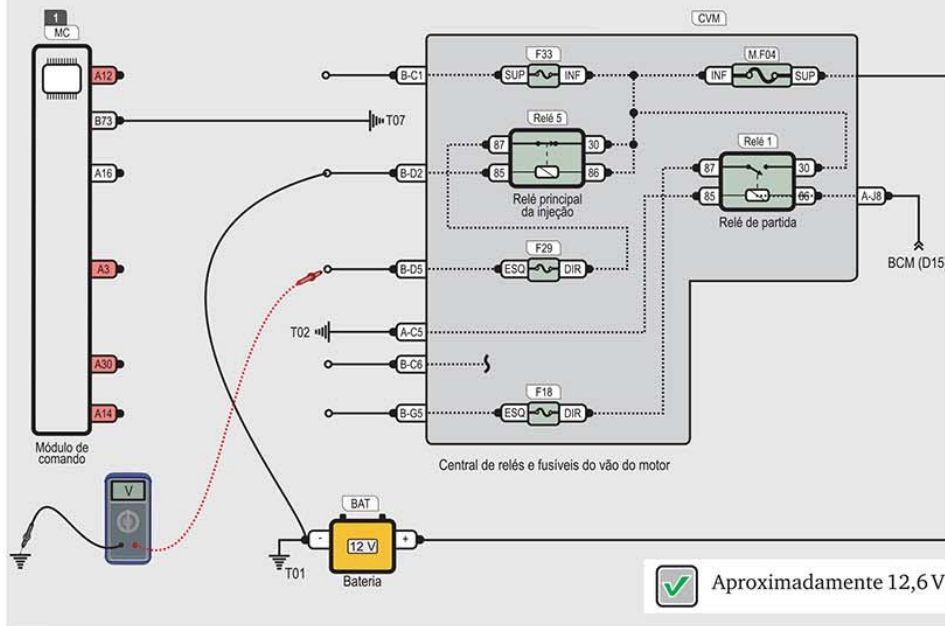 1
MC
CVM
F33
M.F04
A12
B-C1
SUP
INF
INF
SUP
B73
T07
Relé 5
Relé 1
87
30
A16
B-D2
85
86
87
30
85
86
A-J8
Relé principal
da injeção
Relé de partida
F29
BCM (D15)
A3
B-D5
ESQ
DIR
T02
A-C5
A30
B-C6
F18
A14
B-G5
ESQ
DIR
Módulo de
comando
Central de relés e fusíveis do vão do motor
V
BAT
-
12 V
+
T01
Bateria
Aproximadamente 12,6 V